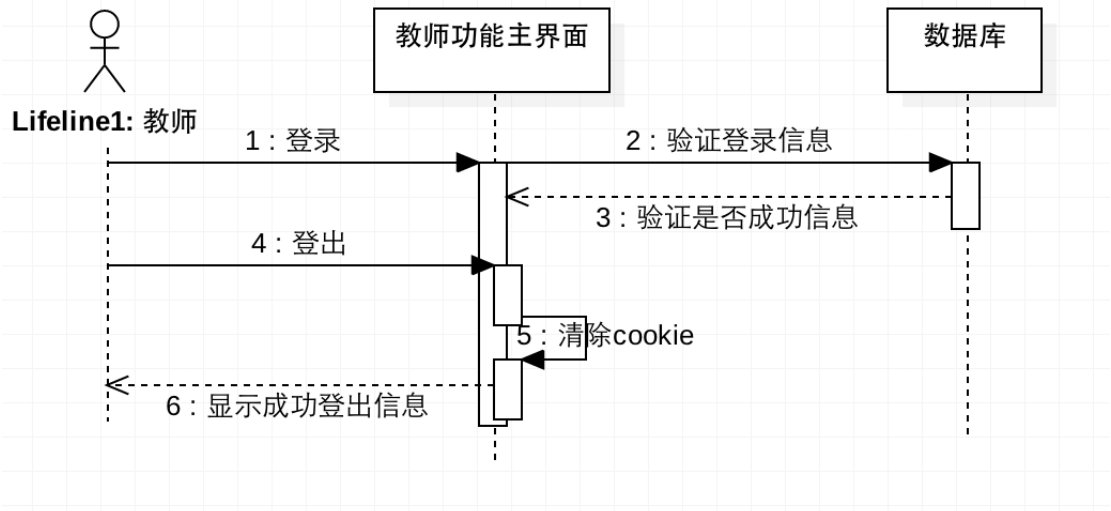 教师功能主界面
数据库
Lifeline1: 教师
1 : 登录
2 : 验证登录信息
3 : 验证是否成功信息
4 : 登出
5 : 清除cookie
6 : 显示成功登出信息